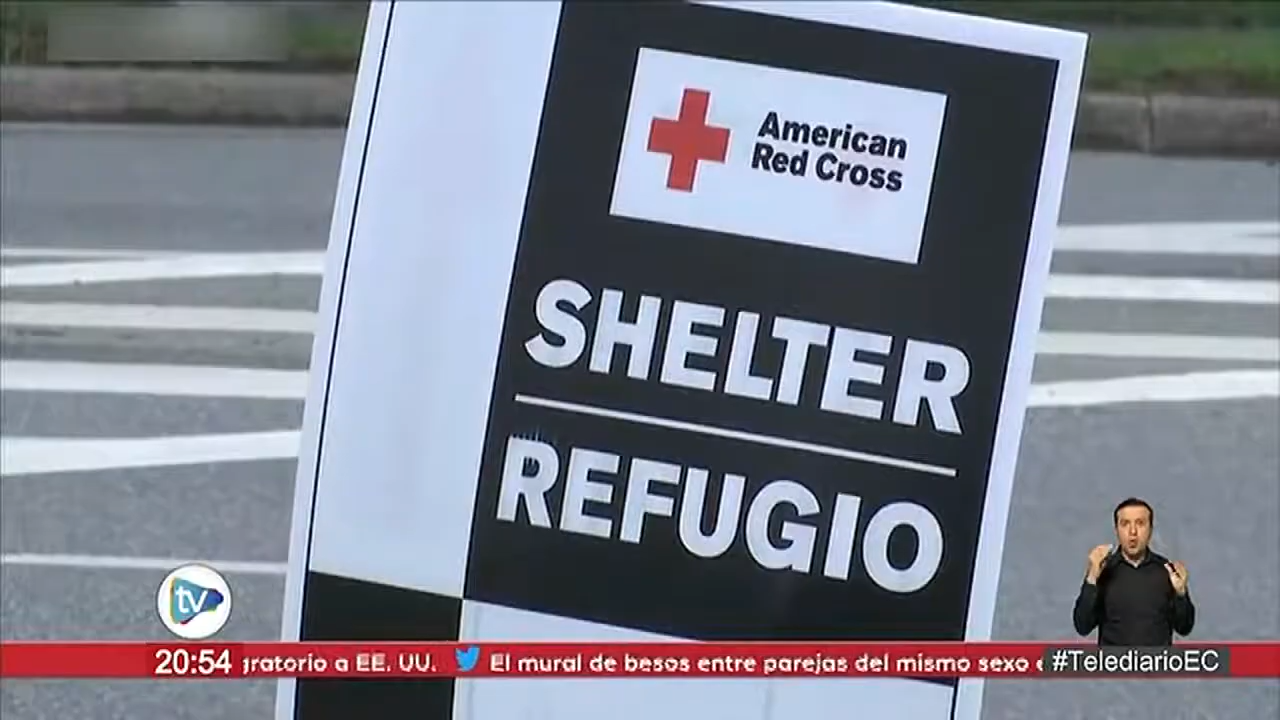 American
Red Cross
SHELTER
REFUGIO
tv
20:54 gratorio a EE. UU. El mural de besos entre parejas del mismo sexo #TelediarioEC